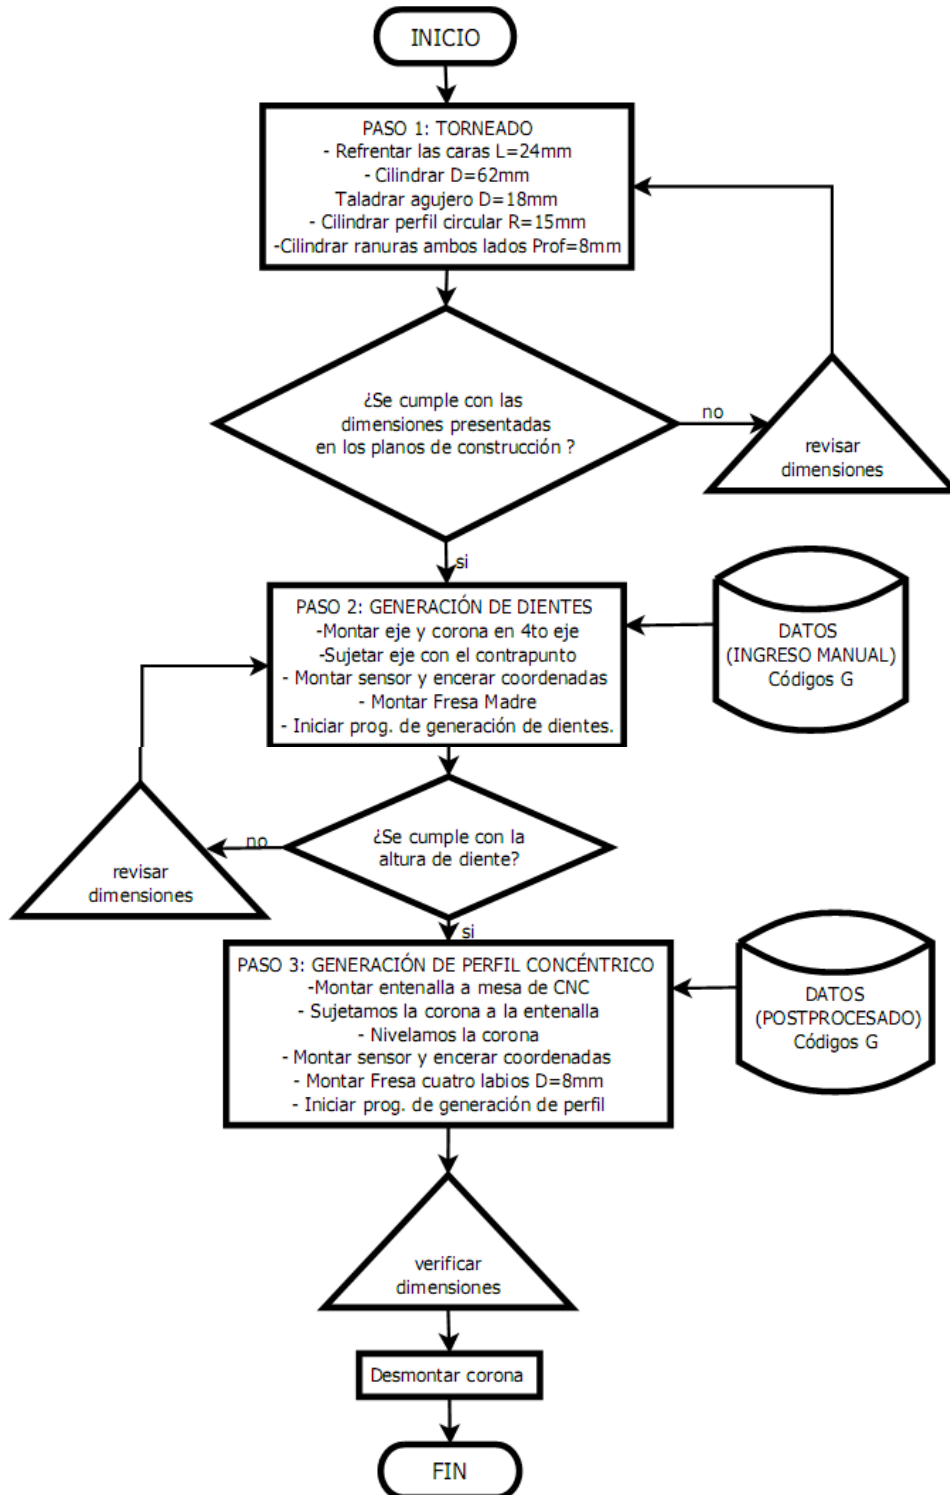 INICIO
PASO 1: TORNEADO
- Refrentar las caras L=24mm
- Cilindrar D=62mm
Taladrar agujero D=18mm
- Cilindrar perfil circular R=15mm
-Cilindrar ranuras ambos lados Prof=8mm
¿Se cumple con las
dimensiones presentadas
en los planos de construcción ?
no
revisar
dimensiones
si
PASO 2: GENERACIÓN DE DIENTES
-Montar eje y corona en 4to eje
-Sujetar eje con el contrapunto
- Montar sensor y encerar coordenadas
- Montar Fresa Madre
- Iniciar prog. de generación de dientes.
DATOS
(INGRESO MANUAL)
Códigos G
¿Se cumple con la
altura de diente?
no
revisar
dimensiones
si
PASO 3: GENERACIÓN DE PERFIL CONCÉNTRICO
-Montar entenalla a mesa de CNC
- Sujetamos la corona a la entenalla
- Nivelamos la corona
- Montar sensor y encerar coordenadas
- Montar Fresa cuatro labios D=8mm
- Iniciar prog. de generación de perfil
DATOS
(POSTPROCESADO)
Códigos G
verificar
dimensiones
Desmontar corona
FIN